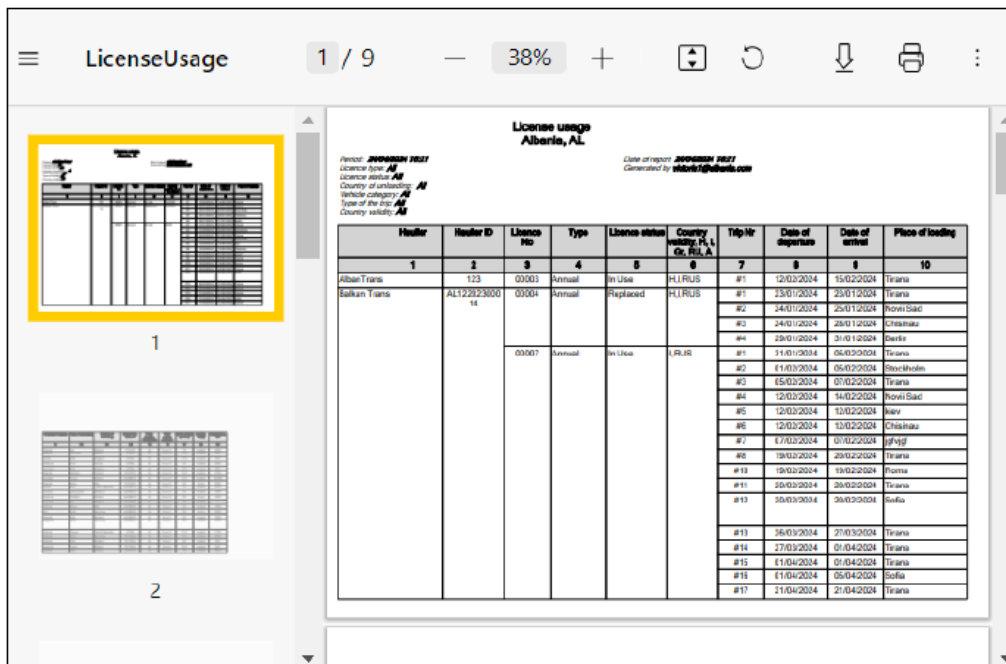 LicenseUsage 1 / 9 38%
License usage
Albania, AL
Period: 10:21
Licence type: All
Licence status: All
Country of unloading: All
Vehicle category: All
Type of the trip: All
Country validity: All
Date of report 10:21
Generated by
Haulier Haulier ID Licence No Type Licence status Country validity, H, I, Gr, RU, A Trip Nr Date of departure Date of arrival Place of loading
1 2 3 4 5 6 7 8 9 10
AlbanTrans 123 00003 Annual In Use H,I,RUS #1 12/02/2024 15/02/2024 Tirana
Balkan Trans 00004 Annual Replaced H,I,RUS #1 23/01/2024 23/01/2024 Tirana
#2 24/01/2024 25/01/2024 Novii Sad
#3 24/01/2024 28/01/2024 Chisinau
#4 29/01/2024 31/01/2024 Berlin
00007 Annual In Use I,RUS #1 31/01/2024 05/02/2024 Tirana
#2 01/02/2024 05/02/2024 Stockholm
#3 05/02/2024 07/02/2024 Tirana
#4 12/02/2024 14/02/2024 Novii Sad
#5 12/02/2024 12/02/2024 kiev
#6 12/02/2024 12/02/2024 Chisinau
#7 07/02/2024 07/02/2024 jgfvjgf
#8 19/02/2024 20/02/2024 Tirana
#10 19/02/2024 19/02/2024 Roma
#11 20/02/2024 20/02/2024 Tirana
#12 20/02/2024 20/02/2024 Sofia
#13 26/03/2024 27/03/2024 Tirana
#14 27/03/2024 01/04/2024 Tirana
#15 01/04/2024 01/04/2024 Tirana
#16 01/04/2024 05/04/2024 Sofia
#17 21/04/2024 21/04/2024 Tirana
1
2